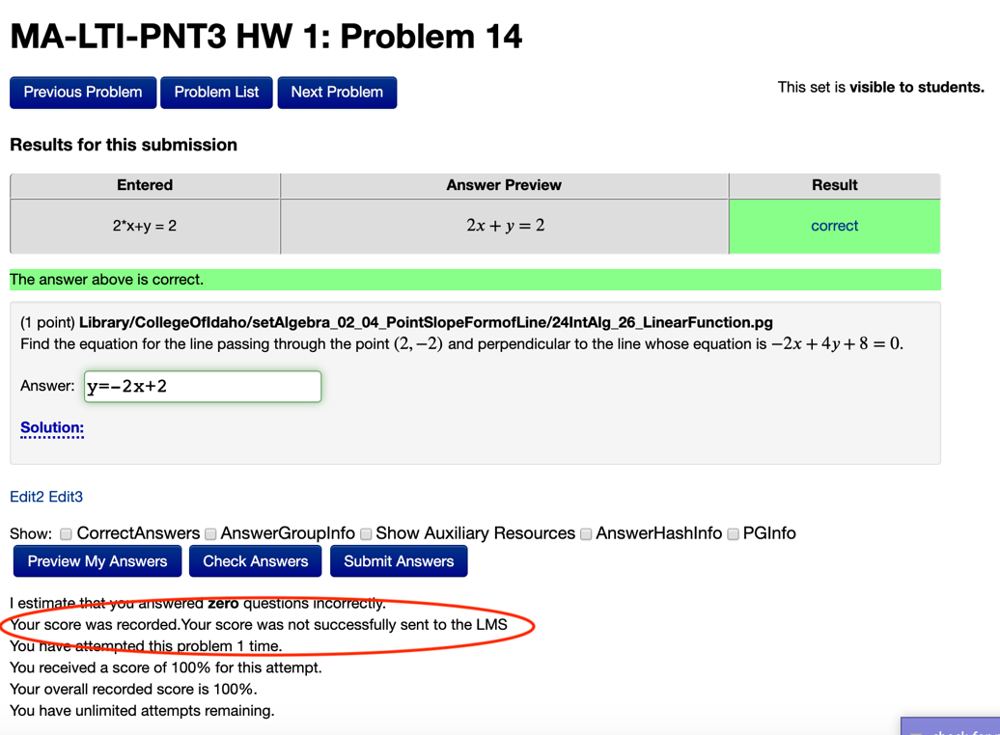 MA-LTI-PNT3 HW 1: Problem 14
Previous Problem Problem List Next Problem
This set is visible to students.
Results for this submission
Entered Answer Preview Result
2*x+y = 2 2x + y = 2 correct
The answer above is correct.
(1 point) Library/CollegeOfIdaho/setAlgebra_02_04_PointSlopeFormofLine/24IntAlg_26_LinearFunction.pg
Find the equation for the line passing through the point (2, −2) and perpendicular to the line whose equation is −2x + 4y + 8 = 0.
Answer: y=-2x+2
Solution:
Edit2 Edit3
Show: CorrectAnswers AnswerGroupInfo Show Auxiliary Resources AnswerHashInfo PGInfo
Preview My Answers Check Answers Submit Answers
I estimate that you answered zero questions incorrectly.
Your score was recorded.Your score was not successfully sent to the LMS
You have attempted this problem 1 time.
You received a score of 100% for this attempt.
Your overall recorded score is 100%.
You have unlimited attempts remaining.